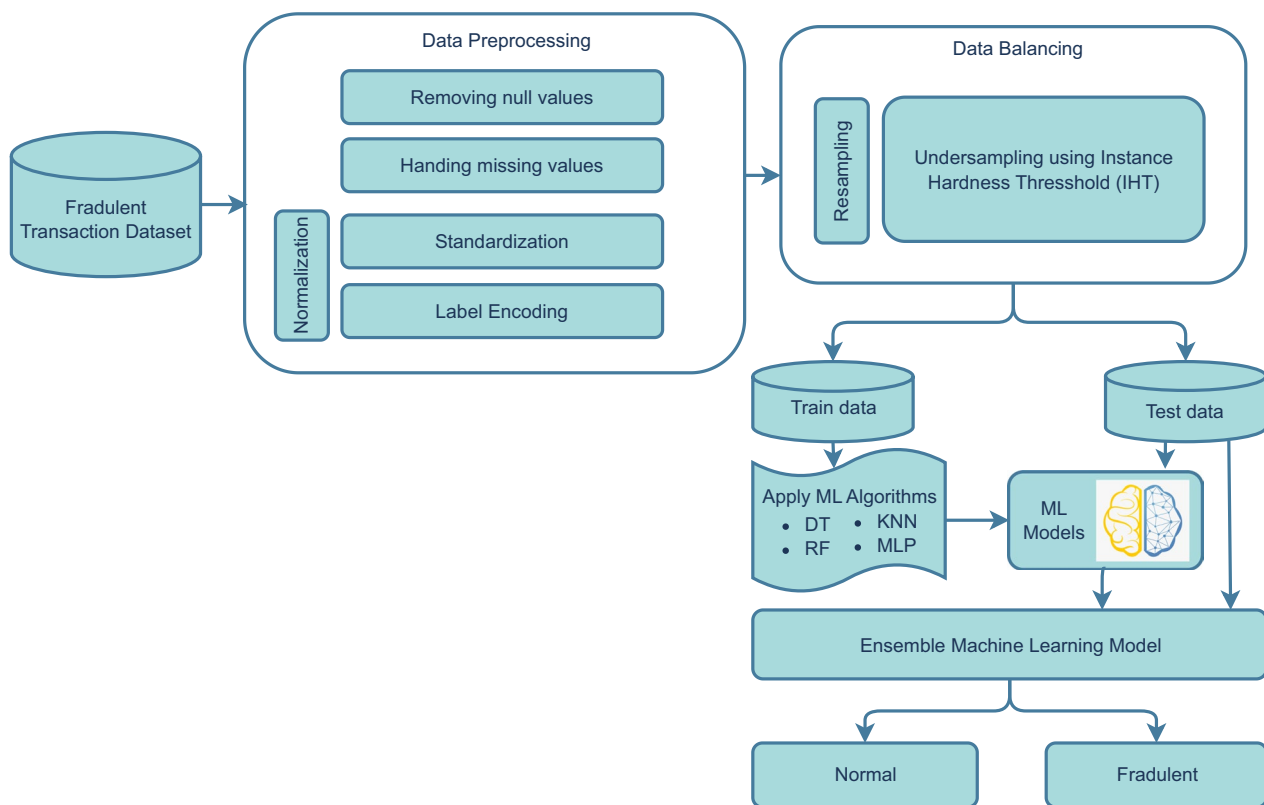 Data Preprocessing
Removing null values
Handing missing values
Normalization
Standardization
Label Encoding
Fradulent
Transaction Dataset
Data Balancing
Resampling
Undersampling using Instance
Hardness Thresshold (IHT)
Train data
Test data
Apply ML Algorithms
• DT • KNN
• RF • MLP
ML
Models
Ensemble Machine Learning Model
Normal
Fradulent